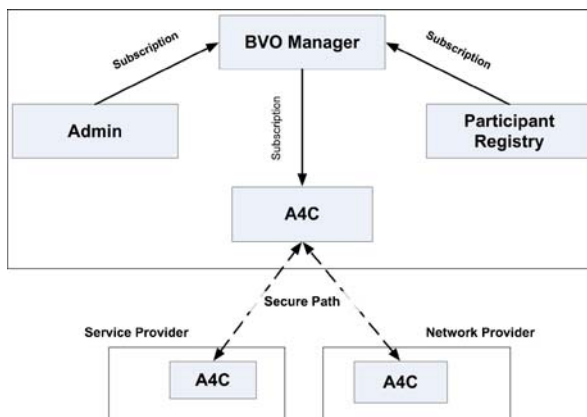 BVO Manager
Subscription
Subscription
Admin
Subscription
Participant
Registry
A4C
Secure Path
Service Provider
Network Provider
A4C
A4C